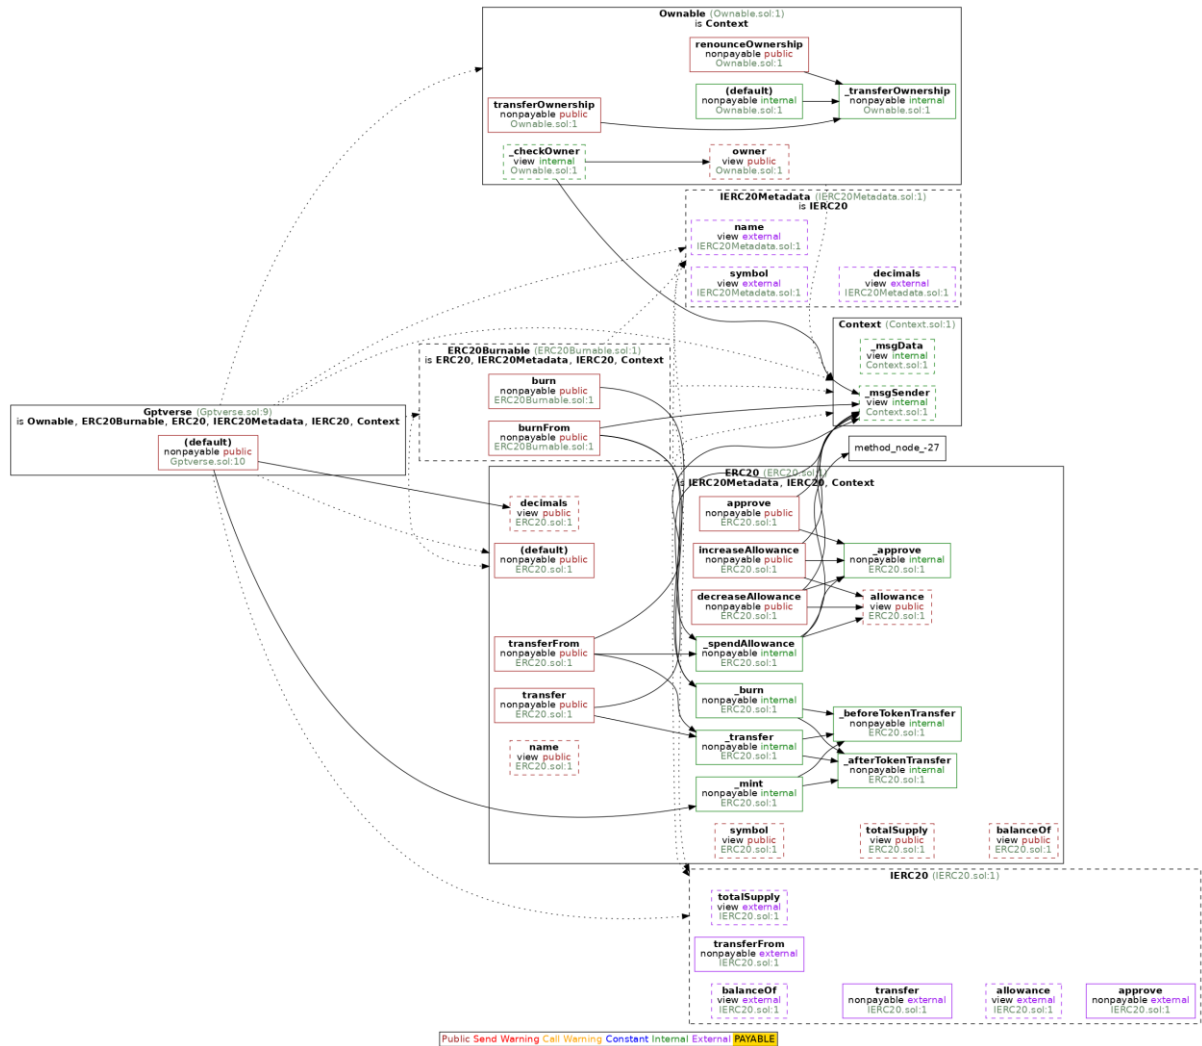 Ownable (Ownable.sol:1)
is Context
renounceOwnership
nonpayable public
Ownable.sol:1
(default)
nonpayable internal
Ownable.sol:1
_transferOwnership
nonpayable internal
Ownable.sol:1
transferOwnership
nonpayable public
Ownable.sol:1
_checkOwner
view internal
Ownable.sol:1
owner
view public
Ownable.sol:1
IERC20Metadata (IERC20Metadata.sol:1)
is IERC20
name
view external
IERC20Metadata.sol:1
symbol
view external
IERC20Metadata.sol:1
decimals
view external
IERC20Metadata.sol:1
Context (Context.sol:1)
_msgData
view internal
Context.sol:1
_msgSender
view internal
Context.sol:1
ERC20Burnable (ERC20Burnable.sol:1)
is ERC20, IERC20Metadata, IERC20, Context
burn
nonpayable public
ERC20Burnable.sol:1
burnFrom
nonpayable public
ERC20Burnable.sol:1
Gptverse (Gptverse.sol:9)
is Ownable, ERC20Burnable, ERC20, IERC20Metadata, IERC20, Context
(default)
nonpayable public
Gptverse.sol:10
method_node_-27
ERC20 (ERC20.sol:1)
is IERC20Metadata, IERC20, Context
decimals
view public
ERC20.sol:1
approve
nonpayable public
ERC20.sol:1
(default)
nonpayable public
ERC20.sol:1
increaseAllowance
nonpayable public
ERC20.sol:1
_approve
nonpayable internal
ERC20.sol:1
decreaseAllowance
nonpayable public
ERC20.sol:1
allowance
view public
ERC20.sol:1
transferFrom
nonpayable public
ERC20.sol:1
_spendAllowance
nonpayable internal
ERC20.sol:1
transfer
nonpayable public
ERC20.sol:1
_burn
nonpayable internal
ERC20.sol:1
_beforeTokenTransfer
nonpayable internal
ERC20.sol:1
name
view public
ERC20.sol:1
_transfer
nonpayable internal
ERC20.sol:1
_afterTokenTransfer
nonpayable internal
ERC20.sol:1
_mint
nonpayable internal
ERC20.sol:1
symbol
view public
ERC20.sol:1
totalSupply
view public
ERC20.sol:1
balanceOf
view public
ERC20.sol:1
IERC20 (IERC20.sol:1)
totalSupply
view external
IERC20.sol:1
transferFrom
nonpayable external
IERC20.sol:1
balanceOf
view external
IERC20.sol:1
transfer
nonpayable external
IERC20.sol:1
allowance
view external
IERC20.sol:1
approve
nonpayable external
IERC20.sol:1
Public Send Warning Call Warning Constant Internal External PAYABLE